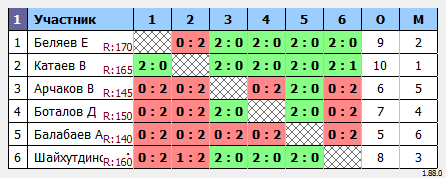 1 Участник 1 2 3 4 5 6 О М
1 Беляев Е R:170 0 : 2 2 : 0 2 : 0 2 : 0 2 : 0 9 2
2 Катаев В R:165 2 : 0 2 : 0 2 : 0 2 : 0 2 : 1 10 1
3 Арчаков В R:145 0 : 2 0 : 2 0 : 2 2 : 0 0 : 2 6 5
4 Боталов Д R:150 0 : 2 0 : 2 2 : 0 2 : 0 0 : 2 7 4
5 Балабаев А R:140 0 : 2 0 : 2 0 : 2 0 : 2 0 : 2 5 6
6 Шайхутдино R:160 0 : 2 1 : 2 2 : 0 2 : 0 2 : 0 8 3
1.88.0